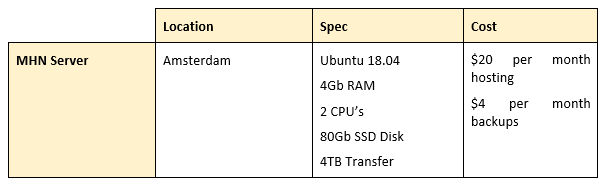 Location Spec Cost
MHN Server Amsterdam Ubuntu 18.04 $20 per month
hosting
4Gb RAM
2 CPU's
$4 per month
backups
80Gb SSD Disk
4TB Transfer